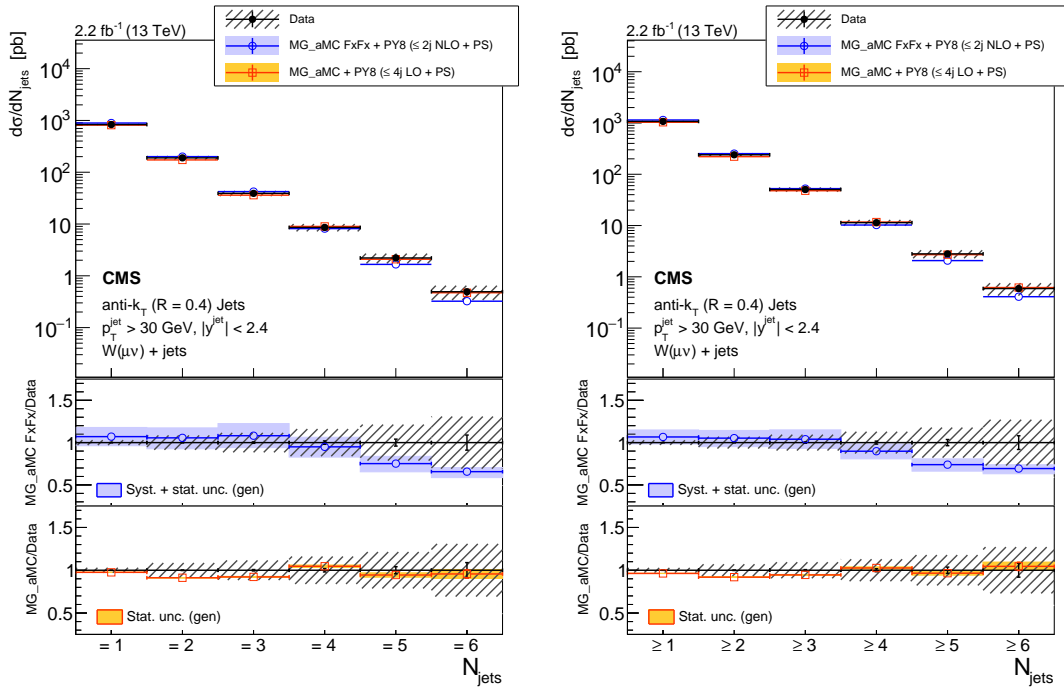 2.2 fb⁻¹ (13 TeV)
Data
MG_aMC FxFx + PY8 (≤ 2j NLO + PS)
MG_aMC + PY8 (≤ 4j LO + PS)
dσ/dN_jets [pb]
10³
10²
10
1
10⁻¹
CMS
anti-k_T (R = 0.4) Jets
p_T^jet > 30 GeV, |y^jet| < 2.4
W(μν) + jets
MG_aMC FxFx/Data
1.5
1
0.5
Syst. + stat. unc. (gen)
MG_aMC/Data
1.5
1
0.5
Stat. unc. (gen)
= 1 = 2 = 3 = 4 = 5 = 6
N_jets
2.2 fb⁻¹ (13 TeV)
Data
MG_aMC FxFx + PY8 (≤ 2j NLO + PS)
MG_aMC + PY8 (≤ 4j LO + PS)
dσ/dN_jets [pb]
10⁴
10³
10²
10
1
10⁻¹
CMS
anti-k_T (R = 0.4) Jets
p_T^jet > 30 GeV, |y^jet| < 2.4
W(μν) + jets
MG_aMC FxFx/Data
1.5
1
0.5
Syst. + stat. unc. (gen)
MG_aMC/Data
1.5
1
0.5
Stat. unc. (gen)
≥ 1 ≥ 2 ≥ 3 ≥ 4 ≥ 5 ≥ 6
N_jets